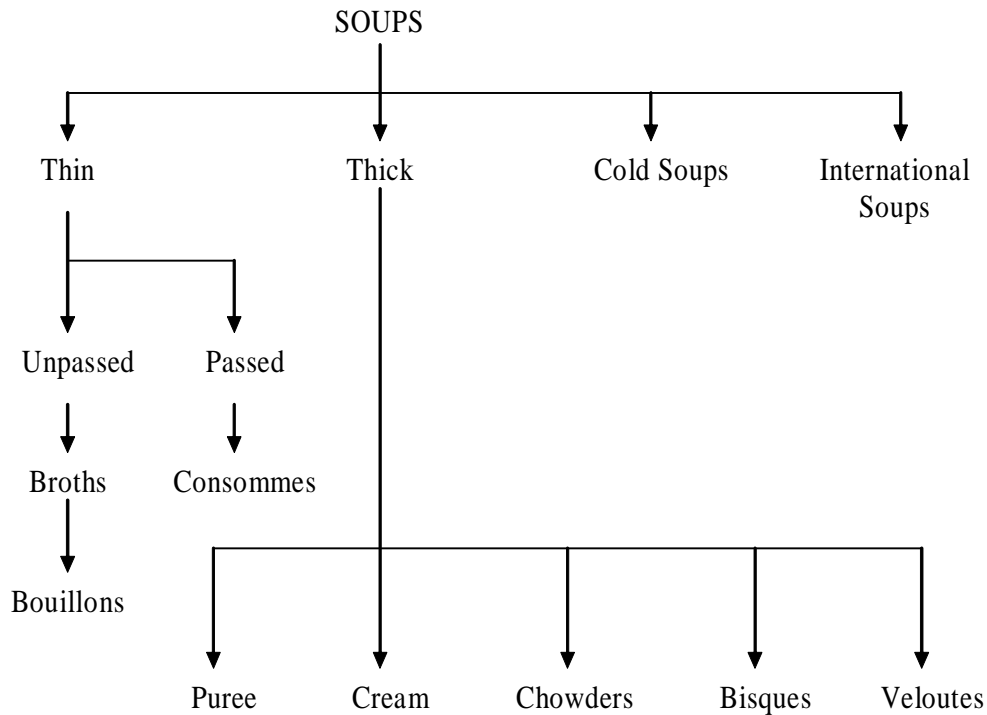 SOUPS
Thin
Thick
Cold Soups
International
Soups
Unpassed
Passed
Broths
Consommes
Bouillons
Puree
Cream
Chowders
Bisques
Veloutes